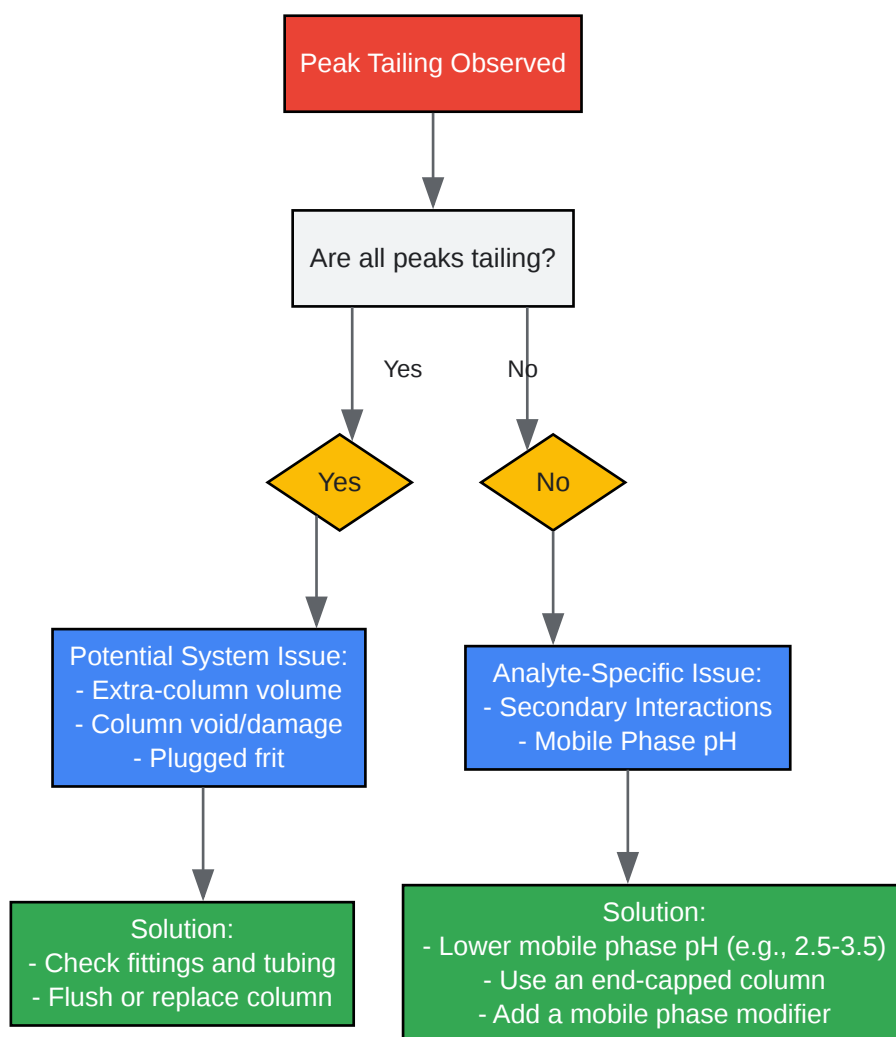 Peak Tailing Observed
Are all peaks tailing?
Yes
No
Yes
No
Potential System Issue:
- Extra-column volume
- Column void/damage
- Plugged frit
Analyte-Specific Issue:
- Secondary Interactions
- Mobile Phase pH
Solution:
- Check fittings and tubing
- Flush or replace column
Solution:
- Lower mobile phase pH (e.g., 2.5-3.5)
- Use an end-capped column
- Add a mobile phase modifier